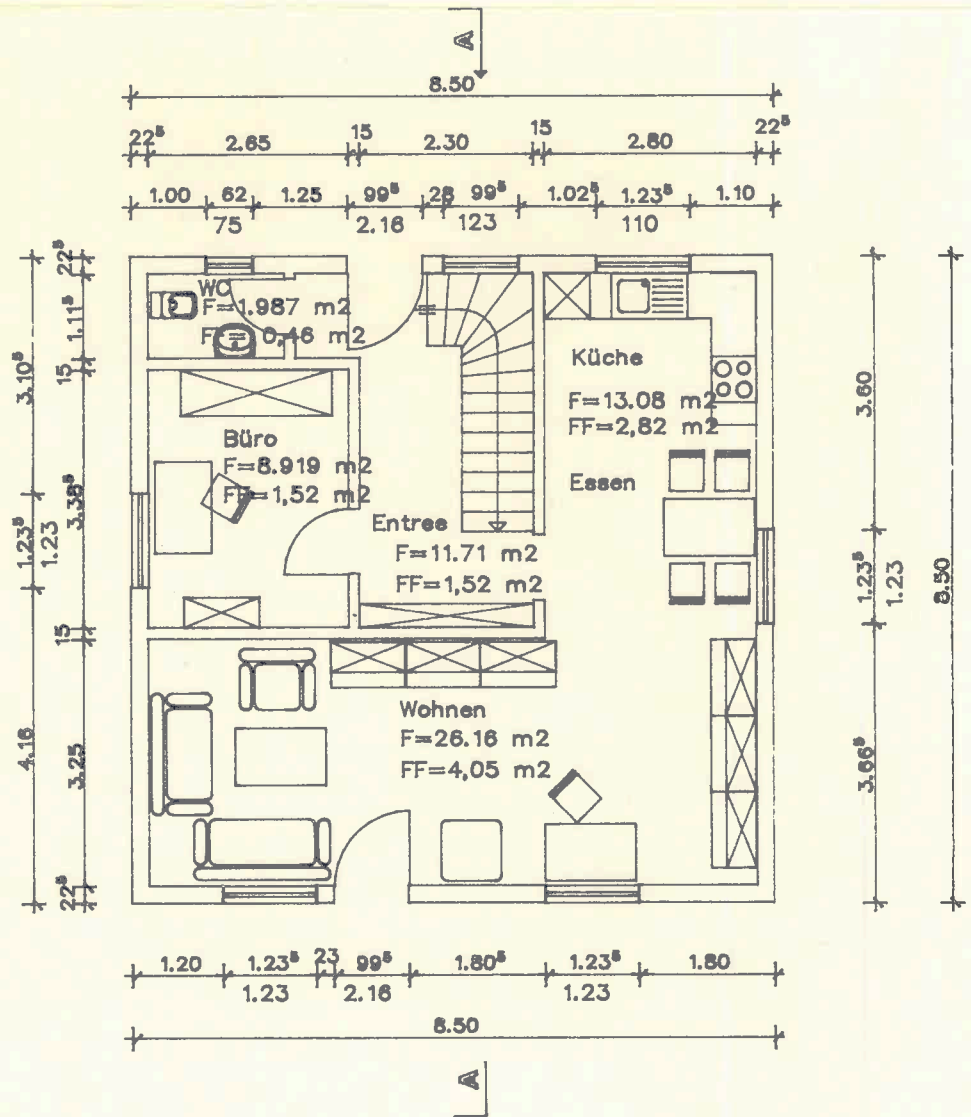 A
8.50
22⁵ 2.65 15 2.30 15 2.80 22⁵
1.00 62 1.25 99⁵ 28 99⁵ 1.02⁵ 1.23⁵ 1.10
75 2.16 123 110
WC
F=1.987 m2
FF= 0,46 m2
Küche
F=13.08 m2
FF=2,82 m2
Büro
F=8.919 m2
FF=1,52 m2
Essen
Entree
F=11.71 m2
FF=1,52 m2
Wohnen
F=26.16 m2
FF=4,05 m2
3.10⁵ 1.23⁵ 4.16
1.23
22⁵ 1.11⁵ 15 3.38⁵ 15 3.25 22⁵
3.60 1.23⁵ 3.66⁵
1.23
8.50
1.20 1.23⁵ 23 99⁵ 1.80⁵ 1.23⁵ 1.80
1.23 2.16 1.23
8.50
A